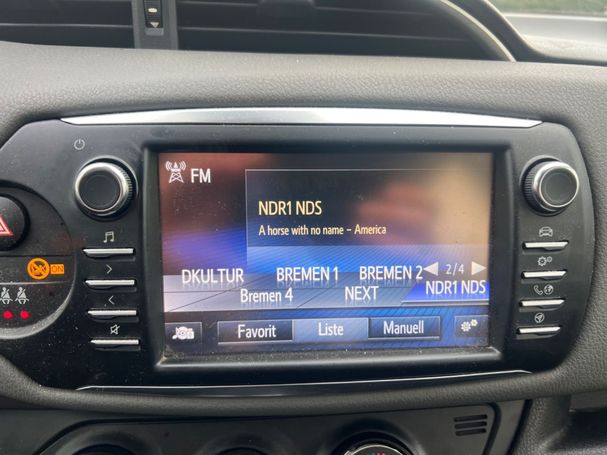 FM
NDR1 NDS
A horse with no name - America
DKULTUR BREMEN 1 BREMEN 2 2/4
Bremen 4 NEXT NDR1 NDS
ON
Favorit Liste Manuell